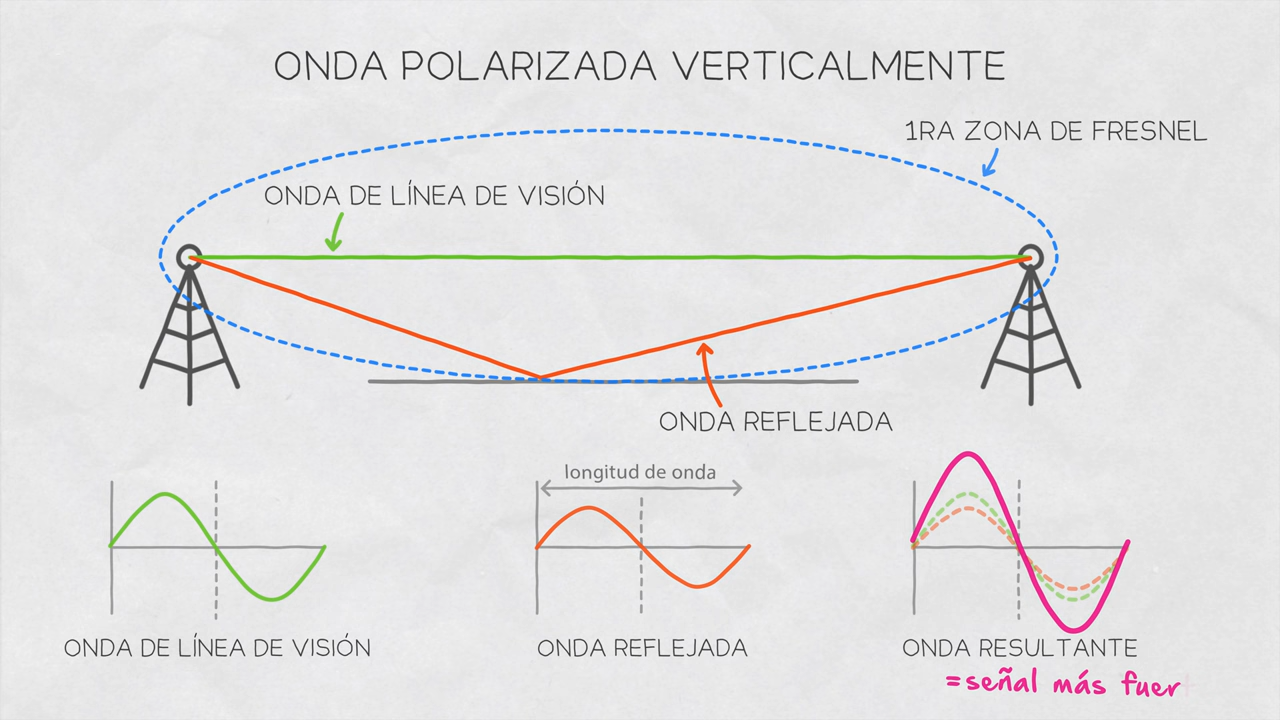 ONDA POLARIZADA VERTICALMENTE
1RA ZONA DE FRESNEL
ONDA DE LÍNEA DE VISIÓN
ONDA REFLEJADA
longitud de onda
ONDA DE LÍNEA DE VISIÓN
ONDA REFLEJADA
ONDA RESULTANTE
=señal más fuer